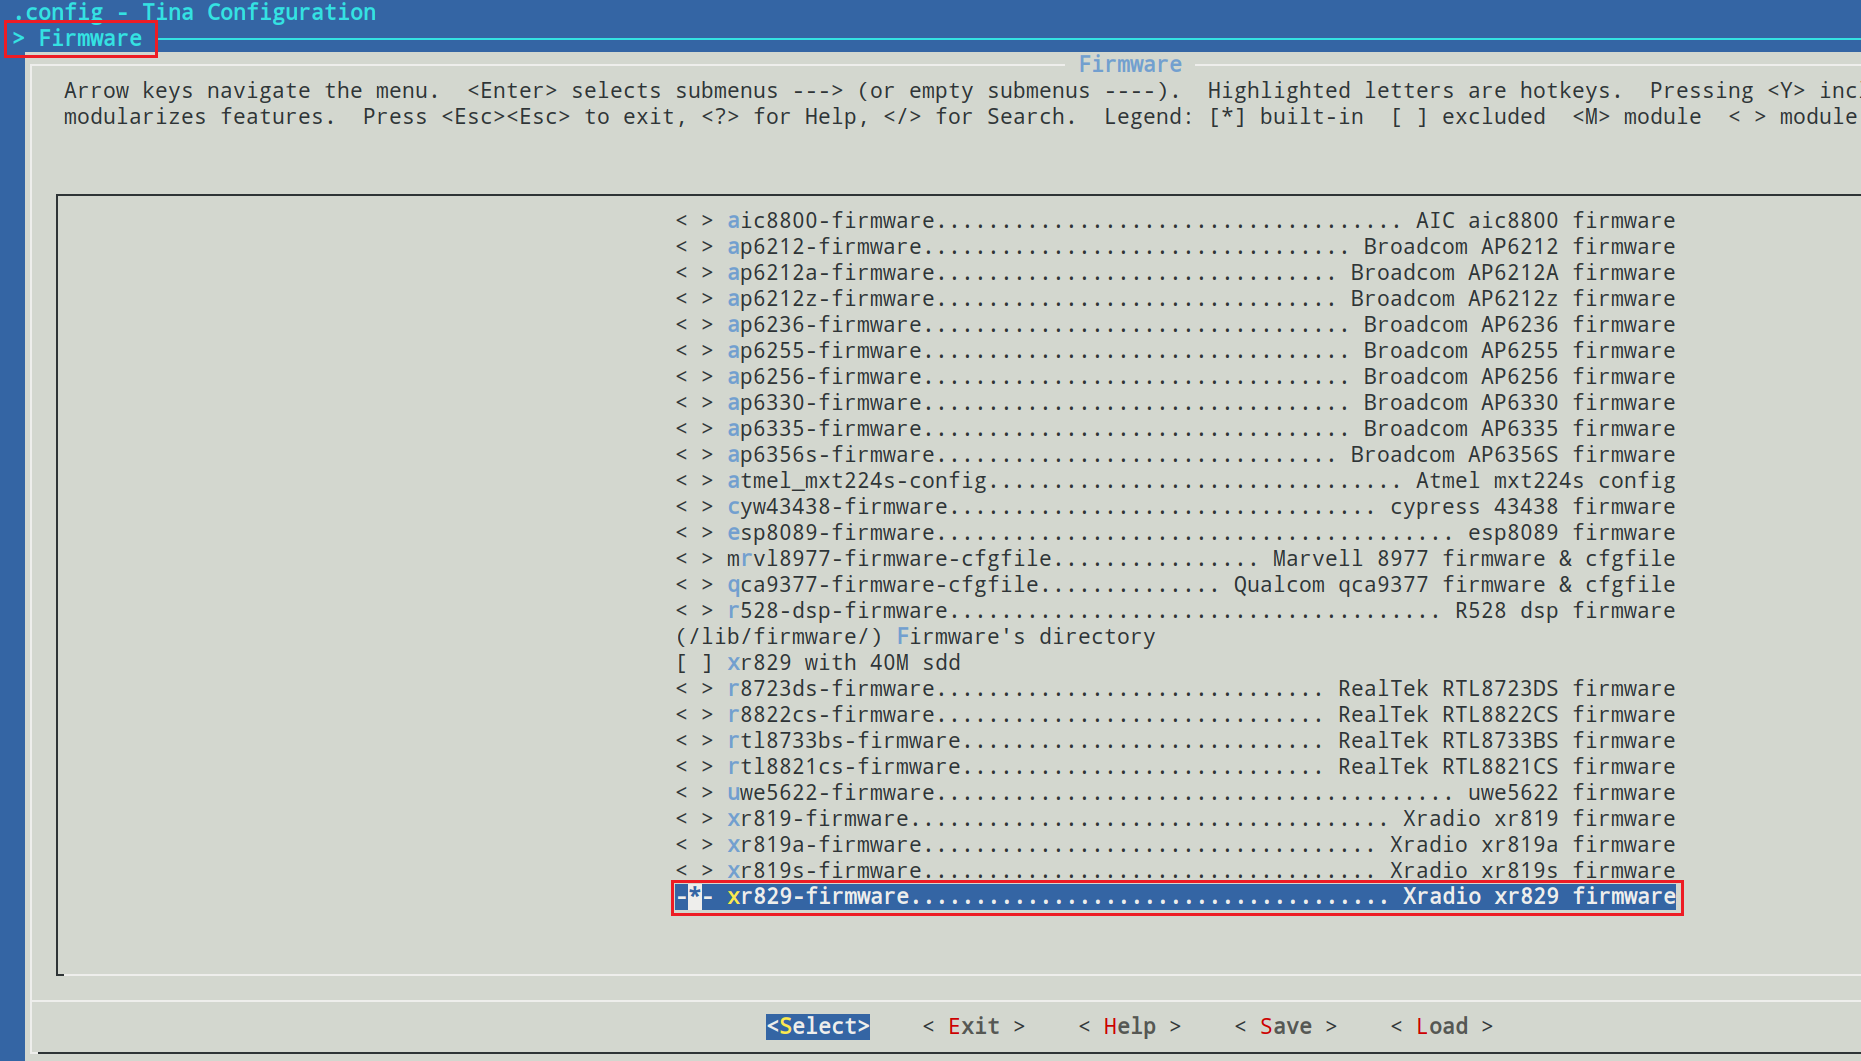 .config - Tina Configuration
> Firmware
Firmware
Arrow keys navigate the menu.  <Enter> selects submenus ---> (or empty submenus ----).  Highlighted letters are hotkeys.  Pressing <Y> inc
modularizes features.  Press <Esc><Esc> to exit, <?> for Help, </> for Search.  Legend: [*] built-in  [ ] excluded  <M> module  < > module
< > aic8800-firmware.................................... AIC aic8800 firmware
< > ap6212-firmware................................. Broadcom AP6212 firmware
< > ap6212a-firmware............................... Broadcom AP6212A firmware
< > ap6212z-firmware............................... Broadcom AP6212z firmware
< > ap6236-firmware................................. Broadcom AP6236 firmware
< > ap6255-firmware................................. Broadcom AP6255 firmware
< > ap6256-firmware................................. Broadcom AP6256 firmware
< > ap6330-firmware................................. Broadcom AP6330 firmware
< > ap6335-firmware................................. Broadcom AP6335 firmware
< > ap6356s-firmware............................... Broadcom AP6356S firmware
< > atmel_mxt224s-config................................ Atmel mxt224s config
< > cyw43438-firmware................................. cypress 43438 firmware
< > esp8089-firmware........................................ esp8089 firmware
< > mrvl8977-firmware-cfgfile................ Marvell 8977 firmware & cfgfile
< > qca9377-firmware-cfgfile.............. Qualcom qca9377 firmware & cfgfile
< > r528-dsp-firmware...................................... R528 dsp firmware
(/lib/firmware/) Firmware's directory
[ ] xr829 with 40M sdd
< > r8723ds-firmware.............................. RealTek RTL8723DS firmware
< > r8822cs-firmware.............................. RealTek RTL8822CS firmware
< > rtl8733bs-firmware............................ RealTek RTL8733BS firmware
< > rtl8821cs-firmware............................ RealTek RTL8821CS firmware
< > uwe5622-firmware........................................ uwe5622 firmware
< > xr819-firmware..................................... Xradio xr819 firmware
< > xr819a-firmware................................... Xradio xr819a firmware
< > xr819s-firmware................................... Xradio xr819s firmware
-*- xr829-firmware..................................... Xradio xr829 firmware
<Select>    < Exit >    < Help >    < Save >    < Load >